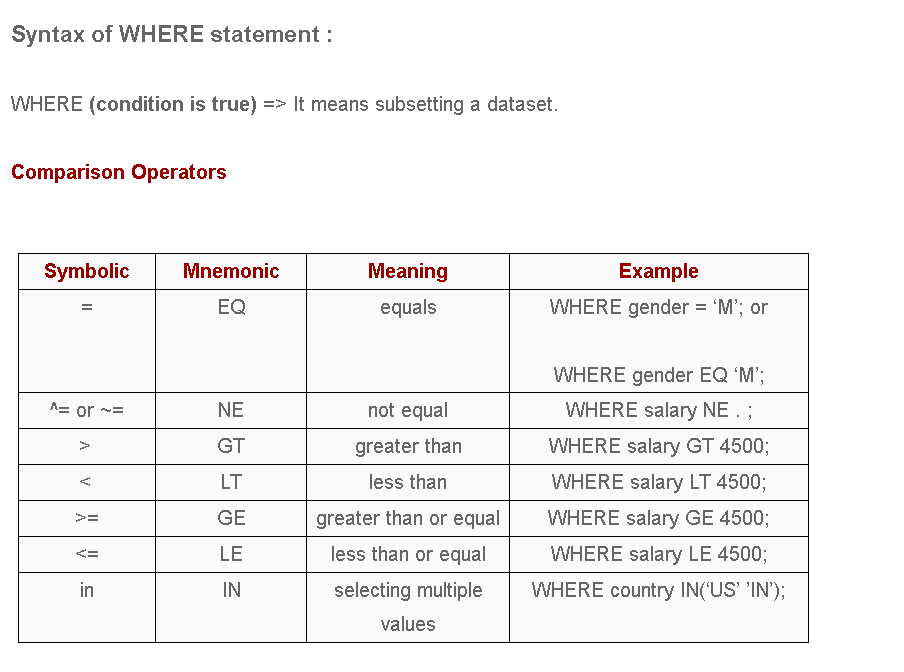 Syntax of WHERE statement :
WHERE (condition is true) => It means subsetting a dataset.
Comparison Operators
Symbolic Mnemonic Meaning Example
= EQ equals WHERE gender = ‘M’; or
WHERE gender EQ ‘M’;
^= or ~= NE not equal WHERE salary NE . ;
> GT greater than WHERE salary GT 4500;
< LT less than WHERE salary LT 4500;
>= GE greater than or equal WHERE salary GE 4500;
<= LE less than or equal WHERE salary LE 4500;
in IN selecting multiple WHERE country IN(‘US’ ’IN’);
values